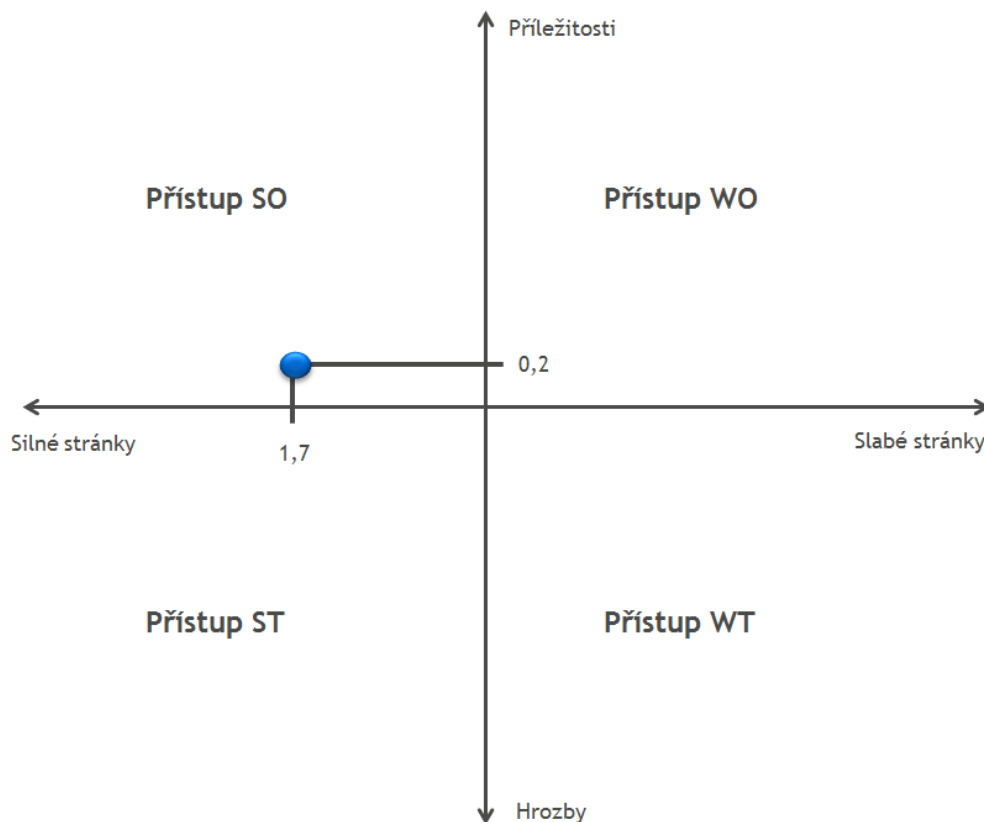 Příležitosti
Přístup SO
Přístup WO
0,2
Silné stránky
1,7
Slabé stránky
Přístup ST
Přístup WT
Hrozby